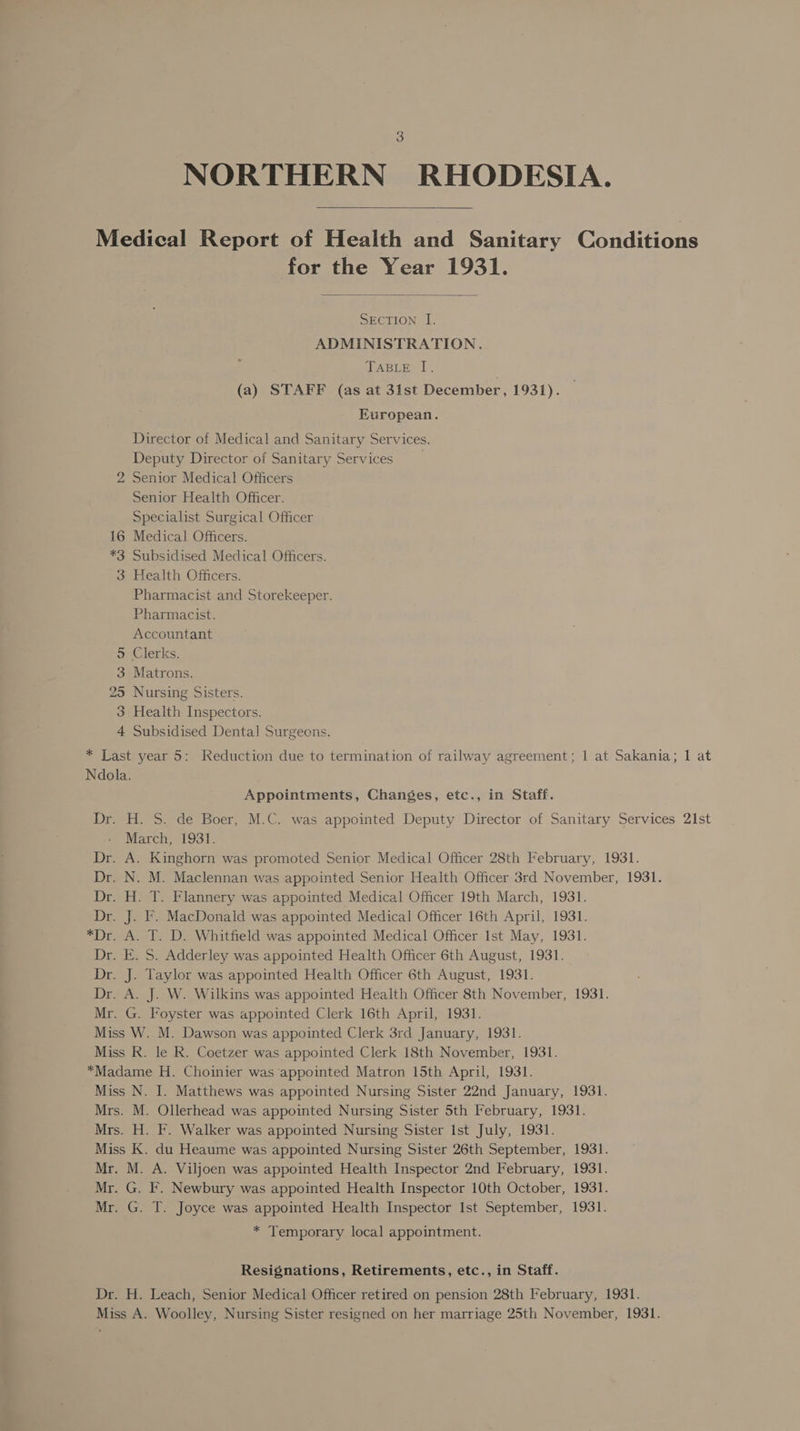 3
NORTHERN RHODESIA.
Medical Report of Health and Sanitary Conditions
for the Year 1931.
SECTION I.
ADMINISTRATION.
TABLE I.
(a) STAFF (as at 31st December, 1931).
European.
Director of Medical and Sanitary Services.
Deputy Director of Sanitary Services
2 Senior Medical Officers
Senior Health Officer.
Specialist Surgical Officer
16 Medical Officers.
*3 Subsidised Medical Officers.
3 Health Officers.
Pharmacist and Storekeeper.
Pharmacist.
Accountant
5 Clerks.
3 Matrons.
25 Nursing Sisters.
3 Health Inspectors.
4 Subsidised Dental Surgeons.
* Last year 5: Reduction due to termination of railway agreement; 1 at Sakania; 1 at
Ndola.
Appointments, Changes, etc., in Staff.
Dr. H. S. de Boer, M.C. was appointed Deputy Director of Sanitary Services 21st
March, 1931.
Dr. A. Kinghorn was promoted Senior Medical Officer 28th February, 1931.
Dr. N. M. Maclennan was appointed Senior Health Officer 3rd November, 1931.
Dr. H. T. Flannery was appointed Medical Officer 19th March, 1931.
Dr. J. F. MacDonald was appointed Medical Officer 16th April, 1931.
*Dr. A. T. D. Whitfield was appointed Medical Officer 1st May, 1931.
Dr. E. S. Adderley was appointed Health Officer 6th August, 1931.
Dr. J. Taylor was appointed Health Officer 6th August, 1931.
Dr. A. J. W. Wilkins was appointed Health Officer 8th November, 1931.
Mr. G. Foyster was appointed Clerk 16th April, 1931.
Miss W. M. Dawson was appointed Clerk 3rd January, 1931.
Miss R. le R. Coetzer was appointed Clerk 18th November, 1931.
*Madame H. Choinier was appointed Matron 15th April, 1931.
Miss N. I. Matthews was appointed Nursing Sister 22nd January, 1931.
Mrs. M. Ollerhead was appointed Nursing Sister 5th February, 1931.
Mrs. H. F. Walker was appointed Nursing Sister 1st July, 1931.
Miss K. du Heaume was appointed Nursing Sister 26th September, 1931.
Mr. M. A. Viljoen was appointed Health Inspector 2nd February, 1931.
Mr. G. F. Newbury was appointed Health Inspector 10th October, 1931.
Mr. G. T. Joyce was appointed Health Inspector 1st September, 1931.
* Temporary local appointment.
Resignations, Retirements, etc., in Staff.
Dr. H. Leach, Senior Medical Officer retired on pension 28th February, 1931.
Miss A. Woolley, Nursing Sister resigned on her marriage 25th November, 1931.